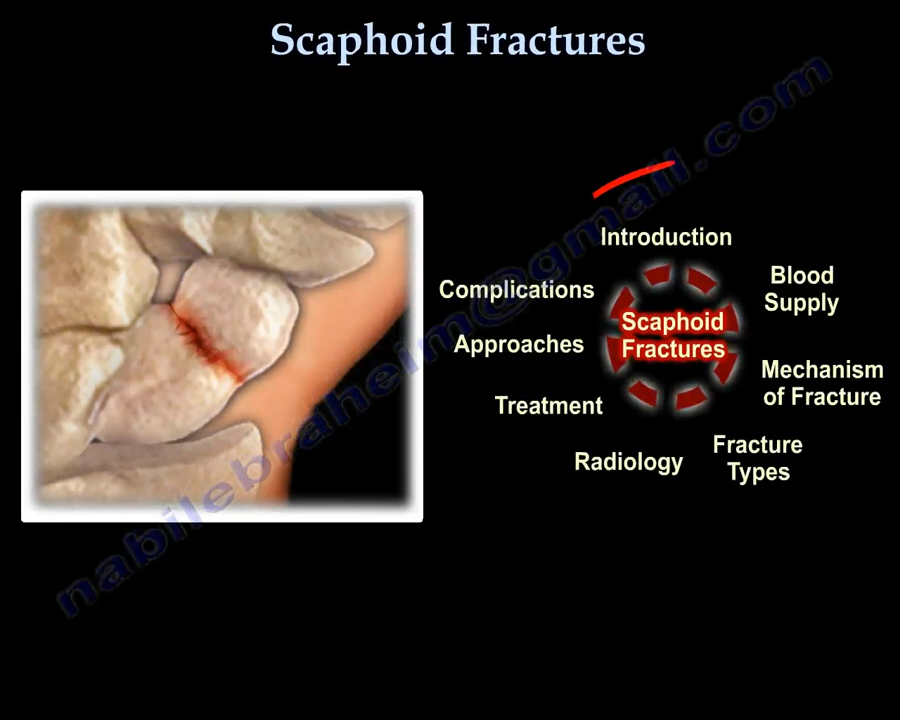 Scaphoid Fractures
Introduction
Blood
Supply
Mechanism
of Fracture
Fracture
Types
Radiology
Treatment
Approaches
Complications
Scaphoid
Fractures
nabilebraheim@gmail.com